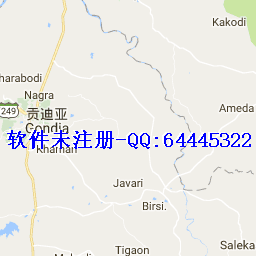 Kakodi
harabodi
Nagra
249
贡迪亚
Gondia
Ameda
软件未注册-QQ:64445322
Khamari
Javari
Birsi.
Tigaon
Saleka